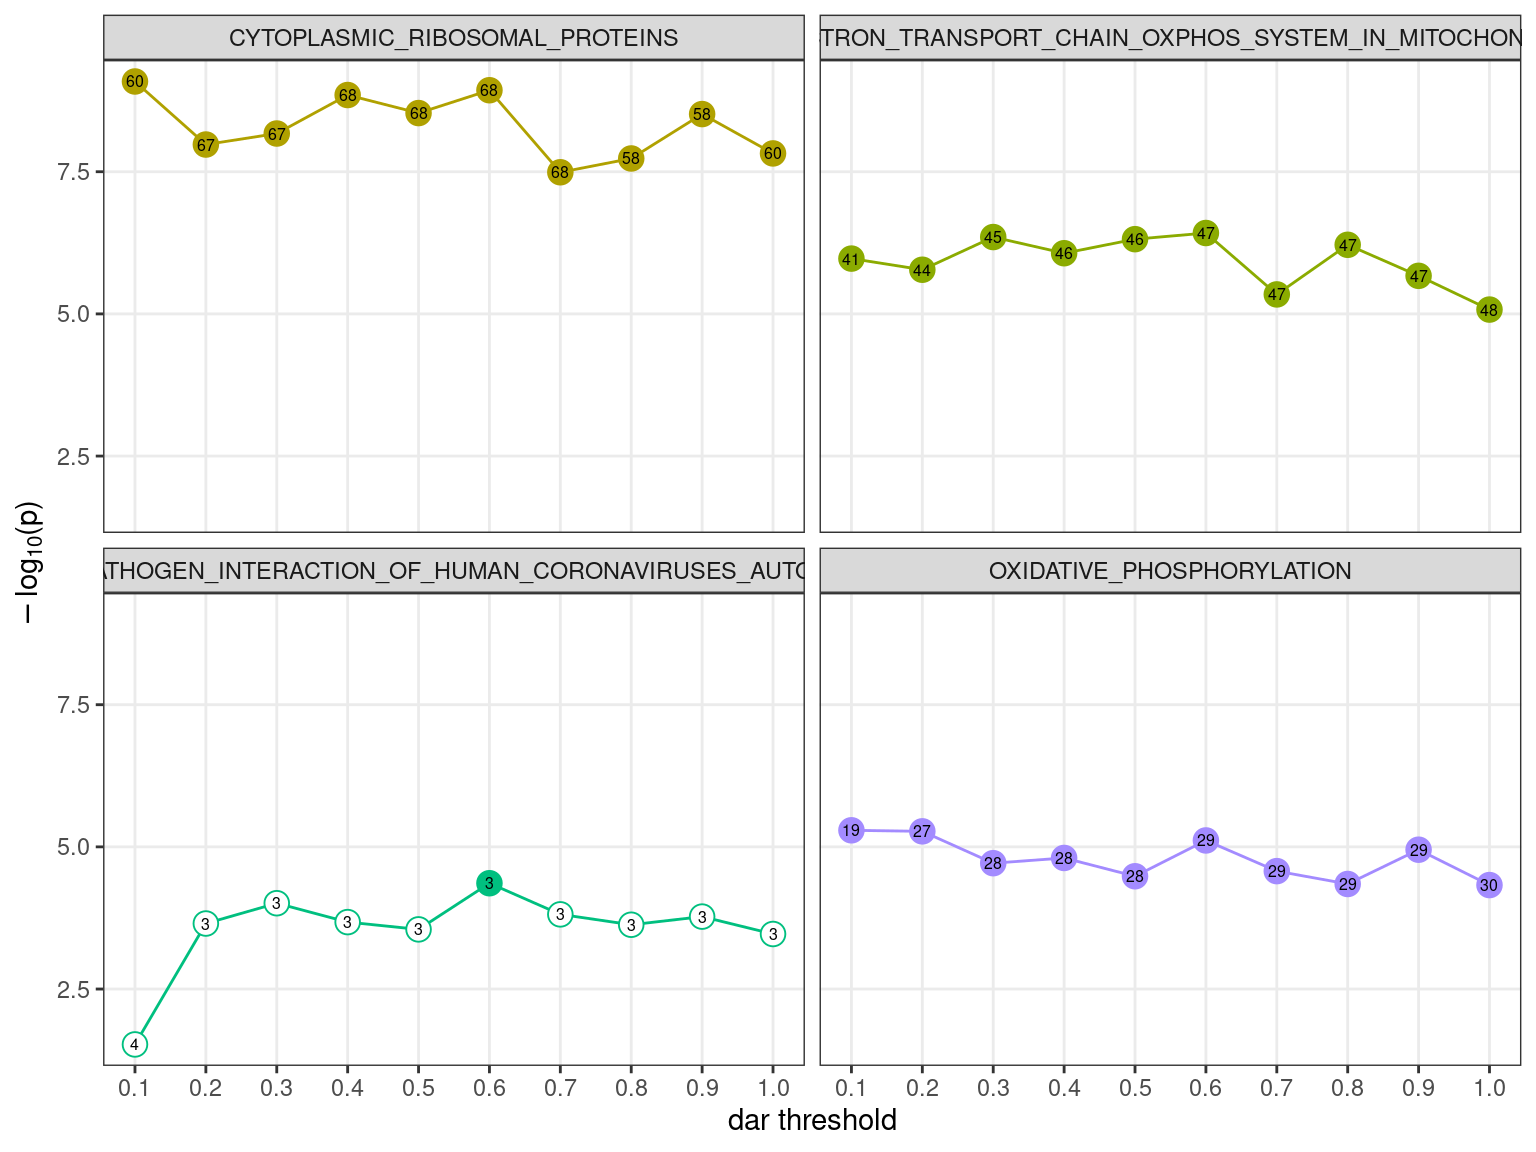 CYTOPLASMIC_RIBOSOMAL_PROTEINS
TRON_TRANSPORT_CHAIN_OXPHOS_SYSTEM_IN_MITOCHON
7.5
5.0
2.5
60 67 67 68 68 68 68 58 58 60
41 44 45 46 46 47 47 47 47 48
− log10(p)
ATHOGEN_INTERACTION_OF_HUMAN_CORONAVIRUSES_AUTO
OXIDATIVE_PHOSPHORYLATION
7.5
5.0
2.5
4 3 3 3 3 3 3 3 3 3
19 27 28 28 28 29 29 29 29 30
0.1 0.2 0.3 0.4 0.5 0.6 0.7 0.8 0.9 1.0
0.1 0.2 0.3 0.4 0.5 0.6 0.7 0.8 0.9 1.0
dar threshold